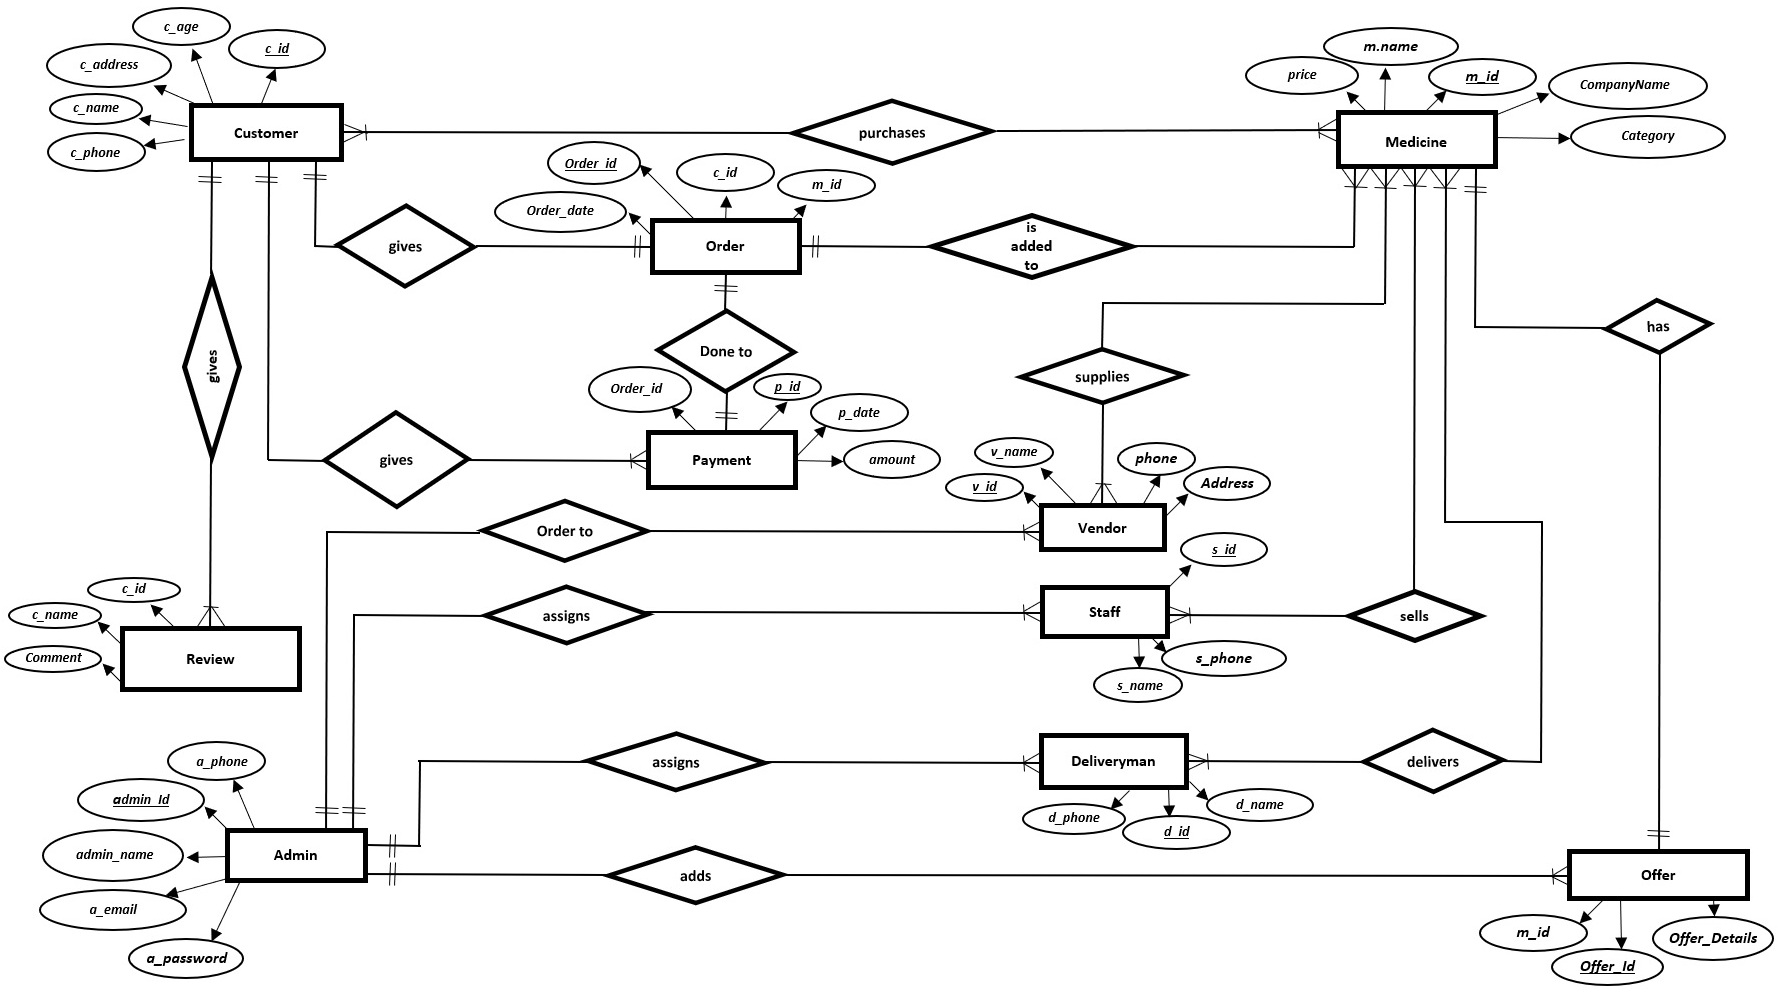 c_age
c_id
c_address
c_name
c_phone
Customer
purchases
m.name
price
m_id
CompanyName
Category
Medicine
Order_id
c_id
m_id
Order_date
gives
Order
is
added
to
has
gives
Done to
supplies
Order_id
p_id
p_date
amount
gives
Payment
v_name
phone
v_id
Address
Order to
Vendor
s_id
c_id
c_name
Comment
Review
assigns
Staff
sells
s_phone
s_name
a_phone
admin_Id
admin_name
a_email
a_password
Admin
assigns
Deliveryman
delivers
d_phone
d_id
d_name
adds
Offer
m_id
Offer_Id
Offer_Details